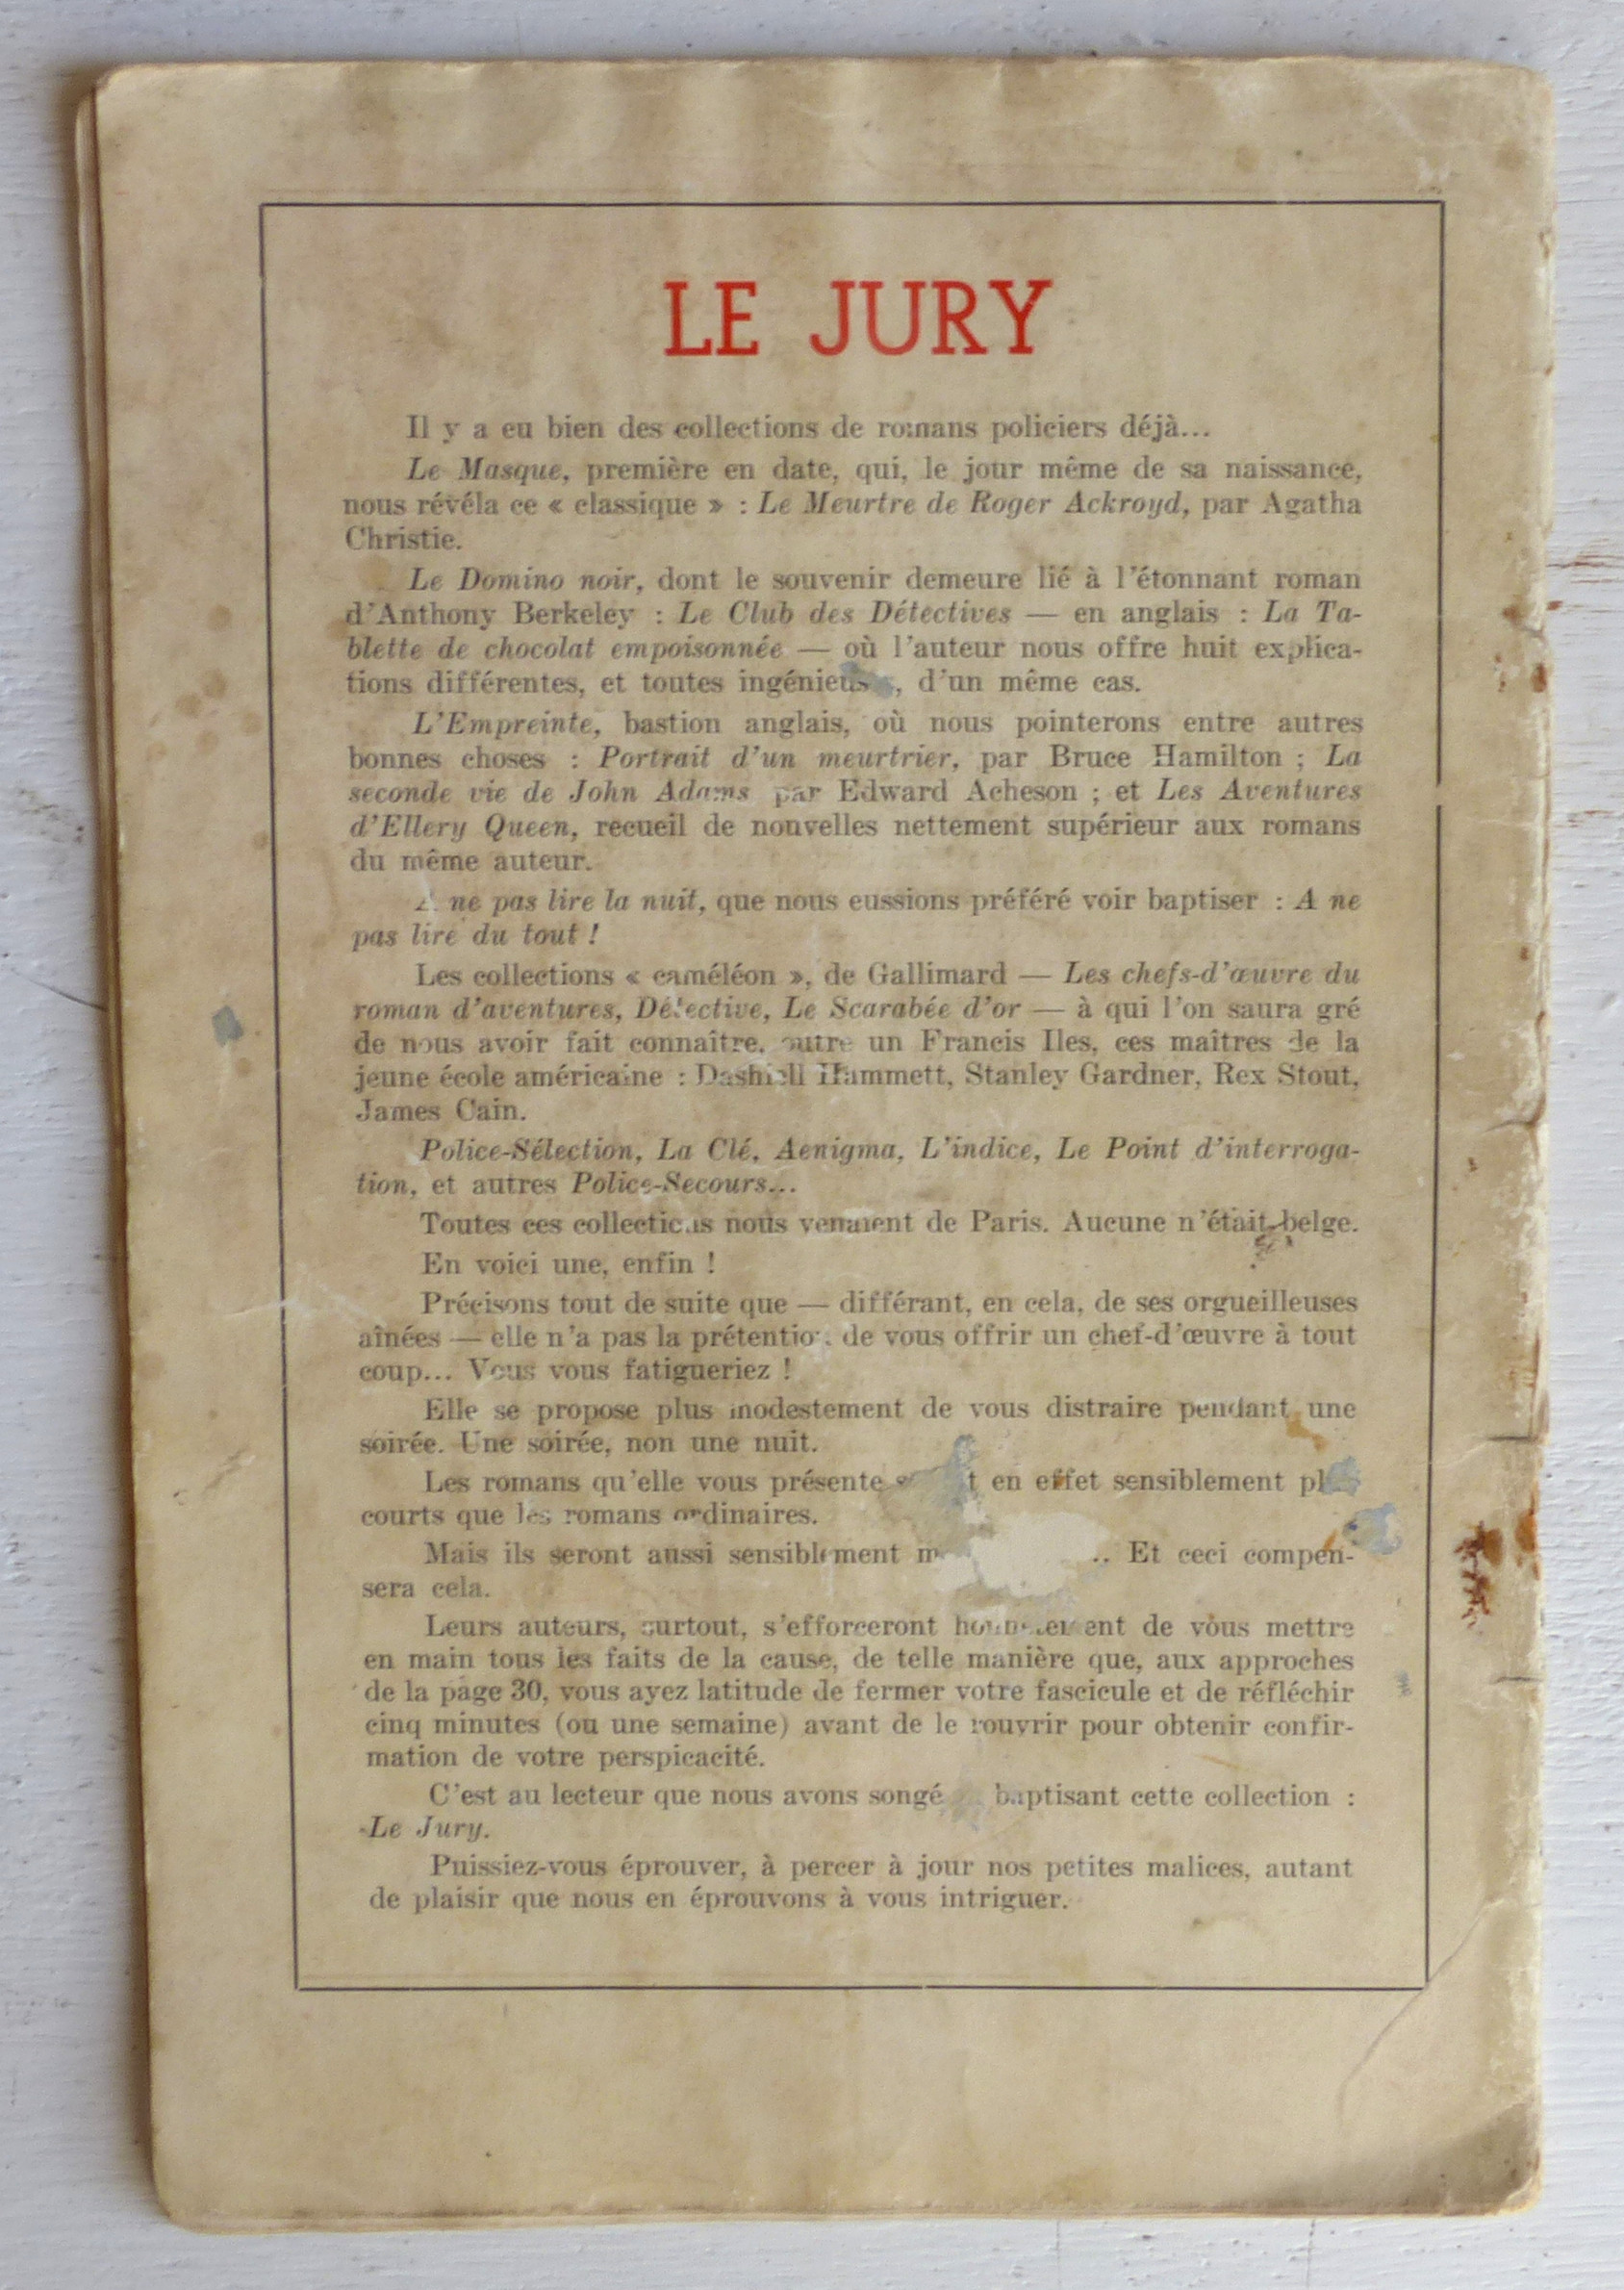 LE JURY
Il y a eu bien des collections de romans policiers déjà...
Le Masque, première en date, qui, le jour même de sa naissance,
nous révéla ce « classique » : Le Meurtre de Roger Ackroyd, par Agatha
Christie.
Le Domino noir, dont le souvenir demeure lié à l'étonnant roman
d'Anthony Berkeley : Le Club des Détectives — en anglais : La Ta-
blette de chocolat empoisonnée — où l'auteur nous offre huit explica-
tions différentes, et toutes ingénieuses, d'un même cas.
L'Empreinte, bastion anglais, où nous pointerons entre autres
bonnes choses : Portrait d'un meurtrier, par Bruce Hamilton ; La
seconde vie de John Adams par Edward Acheson ; et Les Aventures
d'Ellery Queen, recueil de nouvelles nettement supérieur aux romans
du même auteur.
A ne pas lire la nuit, que nous eussions préféré voir baptiser : A ne
pas lire du tout !
Les collections « caméléon », de Gallimard — Les chefs-d'œuvre du
roman d'aventures, Détective, Le Scarabée d'or — à qui l'on saura gré
de nous avoir fait connaître, outre un Francis Iles, ces maîtres de la
jeune école américaine : Dashiell Hammett, Stanley Gardner, Rex Stout,
James Cain.
Police-Sélection, La Clé, Aenigma, L'indice, Le Point d'interroga-
tion, et autres Police-Secours...
Toutes ces collections nous venaient de Paris. Aucune n'était belge.
En voici une, enfin !
Précisons tout de suite que — différant, en cela, de ses orgueilleuses
aînées — elle n'a pas la prétention de vous offrir un chef-d'œuvre à tout
coup... Vous vous fatigueriez !
Elle se propose plus modestement de vous distraire pendant une
soirée. Une soirée, non une nuit.
Les romans qu'elle vous présente en effet sensiblement plus
courts que les romans ordinaires.
Mais ils seront aussi sensiblement .. Et ceci compen-
sera cela.
Leurs auteurs, surtout, s'efforceront honnêtement de vous mettre
en main tous les faits de la cause, de telle manière que, aux approches
de la page 30, vous ayez latitude de fermer votre fascicule et de réfléchir
cinq minutes (ou une semaine) avant de le rouvrir pour obtenir confir-
mation de votre perspicacité.
C'est au lecteur que nous avons songé baptisant cette collection :
Le Jury.
Puissiez-vous éprouver, à percer à jour nos petites malices, autant
de plaisir que nous en éprouvons à vous intriguer.